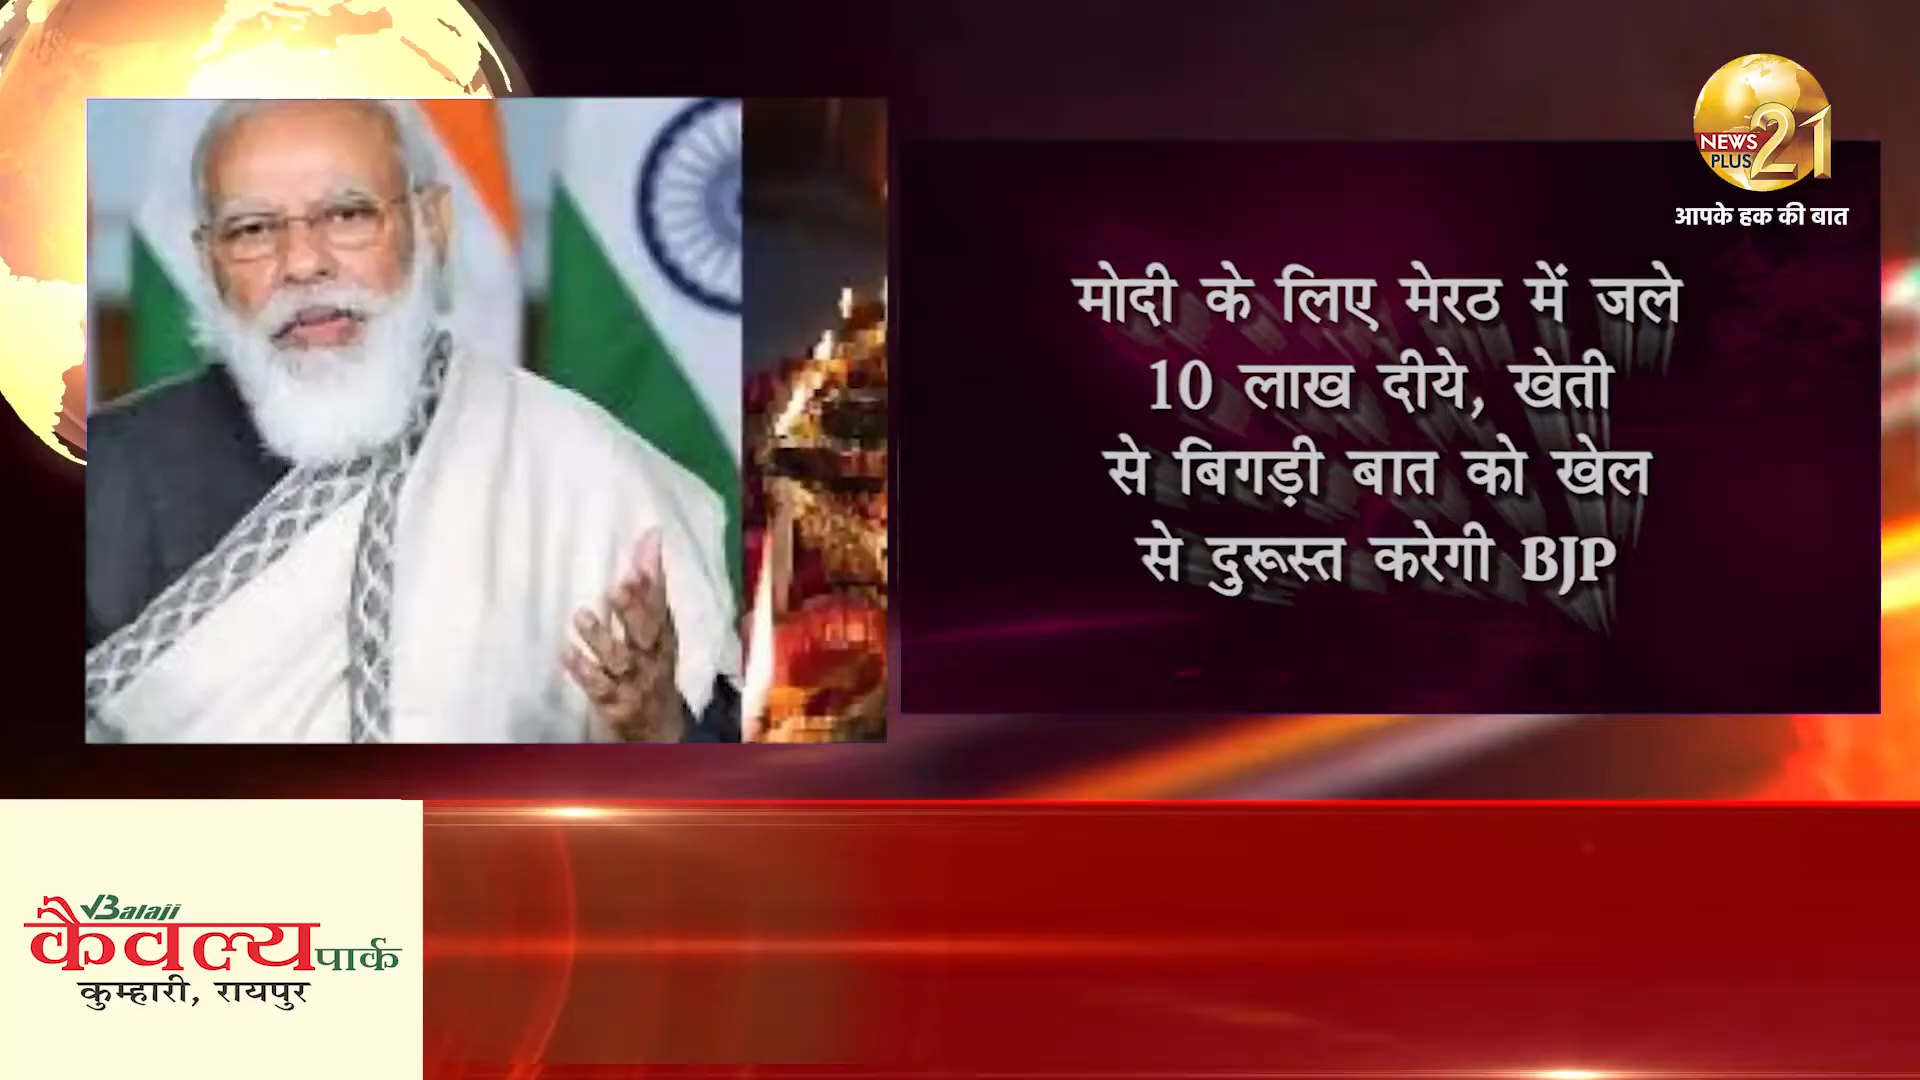 NEWS
PLUS 21
आपके हक की बात
मोदी के लिए मेरठ में जले
10 लाख दीये, खेती
से बिगड़ी बात को खेल
से दुरूस्त करेगी BJP
Balaji
कैवल्य पार्क
कुम्हारी, रायपुर